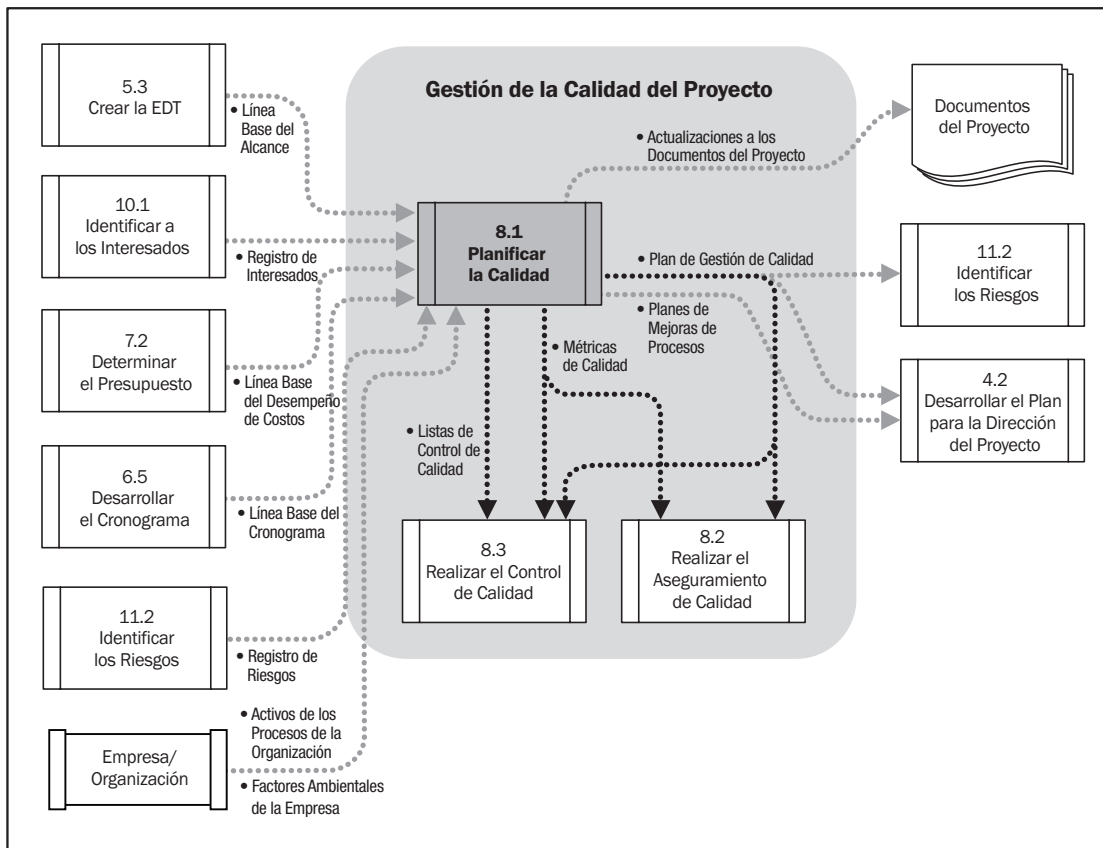 Gestión de la Calidad del Proyecto
5.3
Crear la EDT
• Línea
Base del
Alcance
10.1
Identificar a
los Interesados
• Registro de
Interesados
7.2
Determinar
el Presupuesto
• Línea Base
del Desempeño
de Costos
6.5
Desarrollar
el Cronograma
• Línea Base del
Cronograma
11.2
Identificar
los Riesgos
• Registro de
Riesgos
Empresa/
Organización
• Activos de los
Procesos de la
Organización
• Factores Ambientales
de la Empresa
8.1
Planificar
la Calidad
• Actualizaciones a los
Documentos del Proyecto
• Plan de Gestión de Calidad
• Planes de
Mejoras de
Procesos
• Métricas
de Calidad
• Listas de
Control de
Calidad
8.3
Realizar el Control
de Calidad
8.2
Realizar el
Aseguramiento
de Calidad
Documentos
del Proyecto
11.2
Identificar
los Riesgos
4.2
Desarrollar el Plan
para la Dirección
del Proyecto